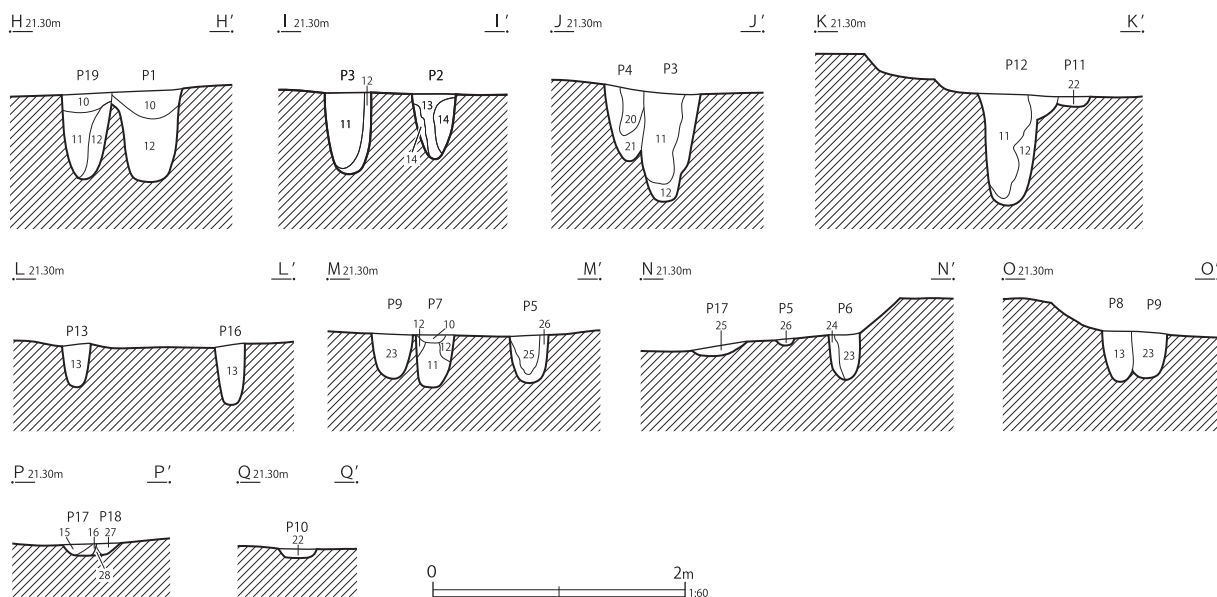 H 21.30m H′
P19 P1
10 10
11 12 12
I 21.30m I′
P3 12 P2
11 13 14
14
J 21.30m J′
P4 P3
20 11
21
12
K 21.30m K′
P12 P11
22
11 12
L 21.30m L′
P13 P16
13 13
M 21.30m M′
P9 P7 P5
12 10 26
23 12 25
11
N 21.30m N′
P17 P5 P6
25 26 24
23
O 21.30m O′
P8 P9
13 23
P 21.30m P′
P17 P18
15 16 27
28
Q 21.30m Q′
P10
22
0 2m
1:60